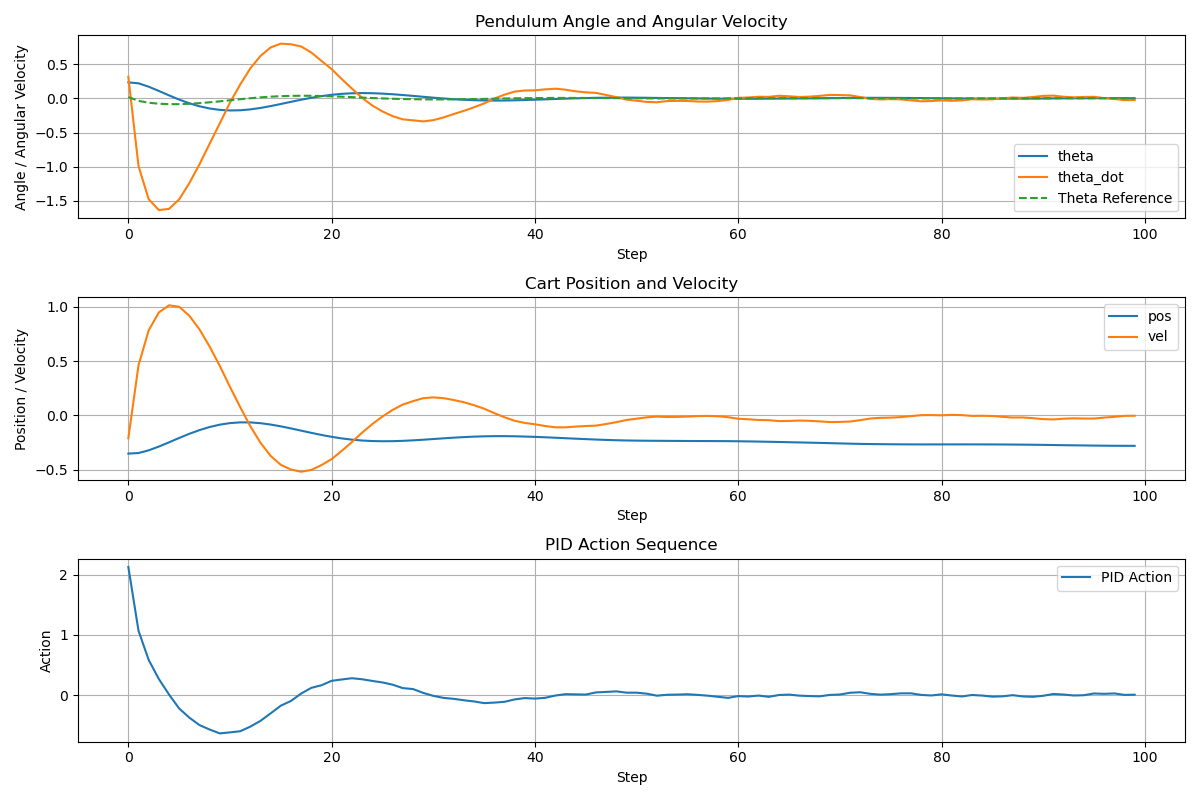 Pendulum Angle and Angular Velocity
Angle / Angular Velocity
0.5
0.0
−0.5
−1.0
−1.5
theta
theta_dot
Theta Reference
0 20 40 60 80 100
Step
Cart Position and Velocity
Position / Velocity
1.0
0.5
0.0
−0.5
pos
vel
0 20 40 60 80 100
Step
PID Action Sequence
Action
2
1
0
PID Action
0 20 40 60 80 100
Step